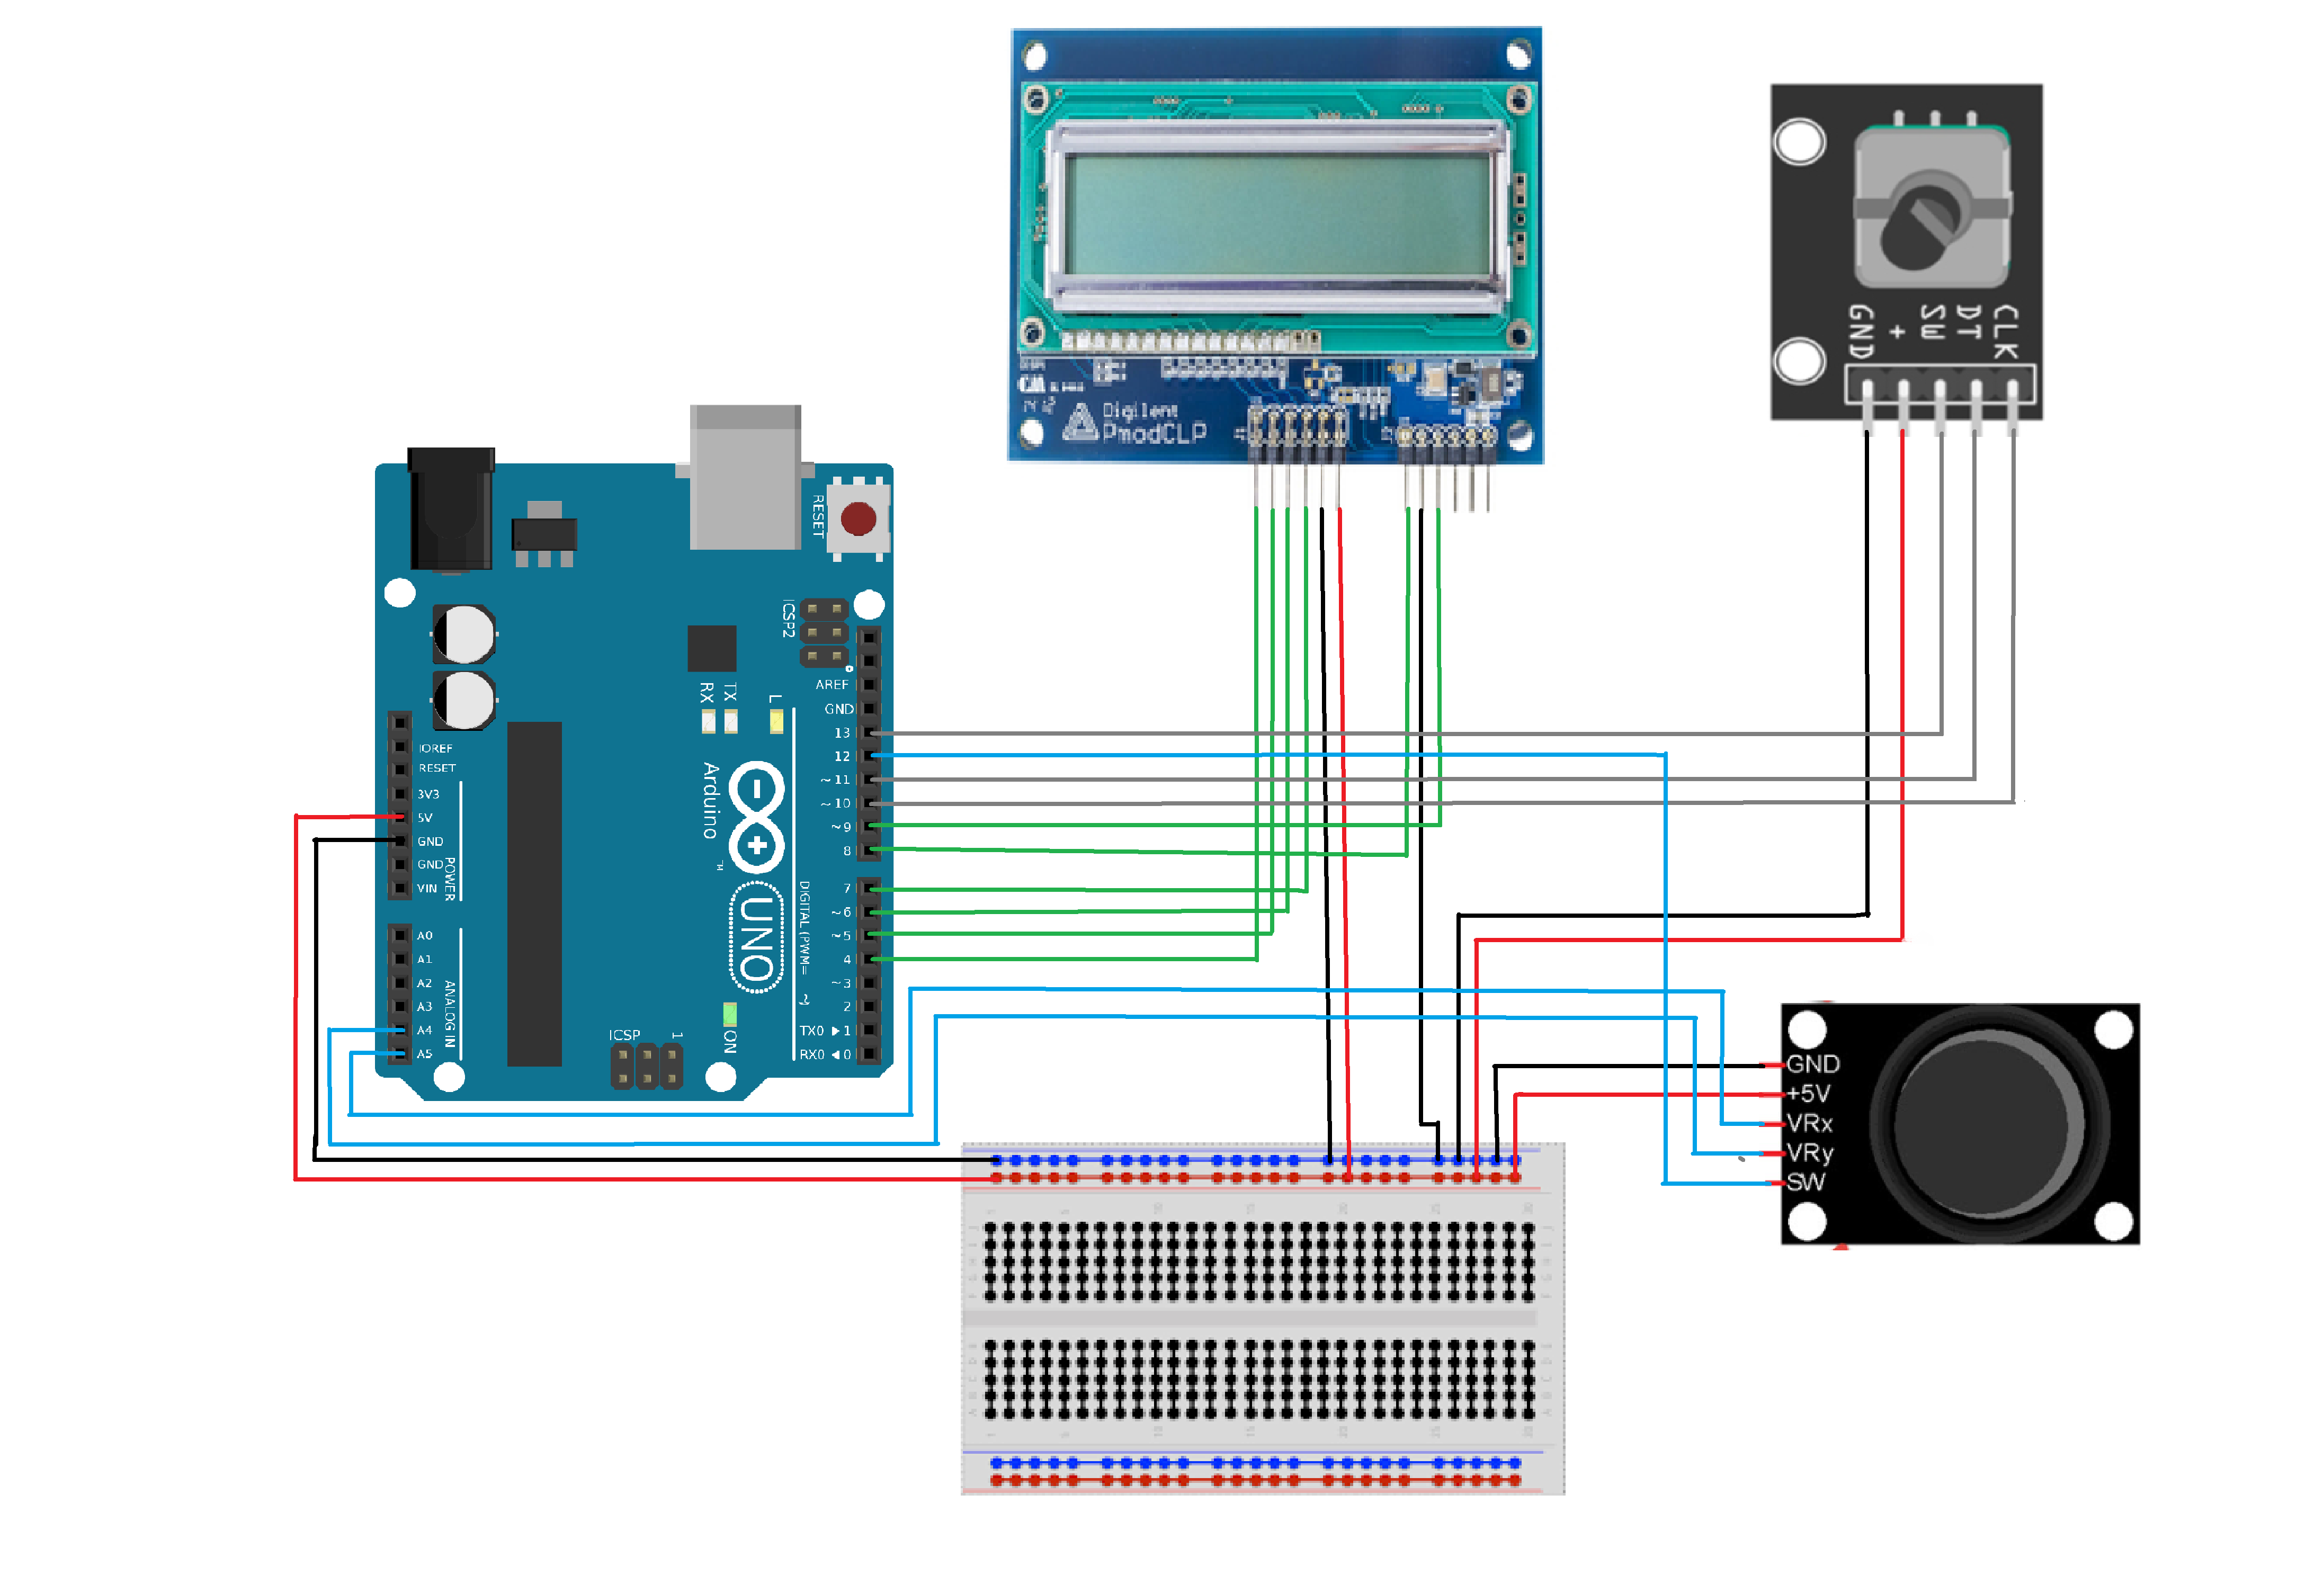 Digilent
PmodCLP
GND
+
SW
DT
CLK
RESET
ICSP2
AREF
GND
13
12
~11
~10
~9
8
7
~6
~5
4
~3
2
TX0 ▶ 1
RX0 ◀ 0
RX
TX
L
IOREF
RESET
3V3
5V
GND
GND
VIN
POWER
A0
A1
A2
A3
A4
A5
ANALOG IN
Arduino
™
UNO
DIGITAL (PWM= ~)
ICSP
1
ON
GND
+5V
VRx
VRy
SW